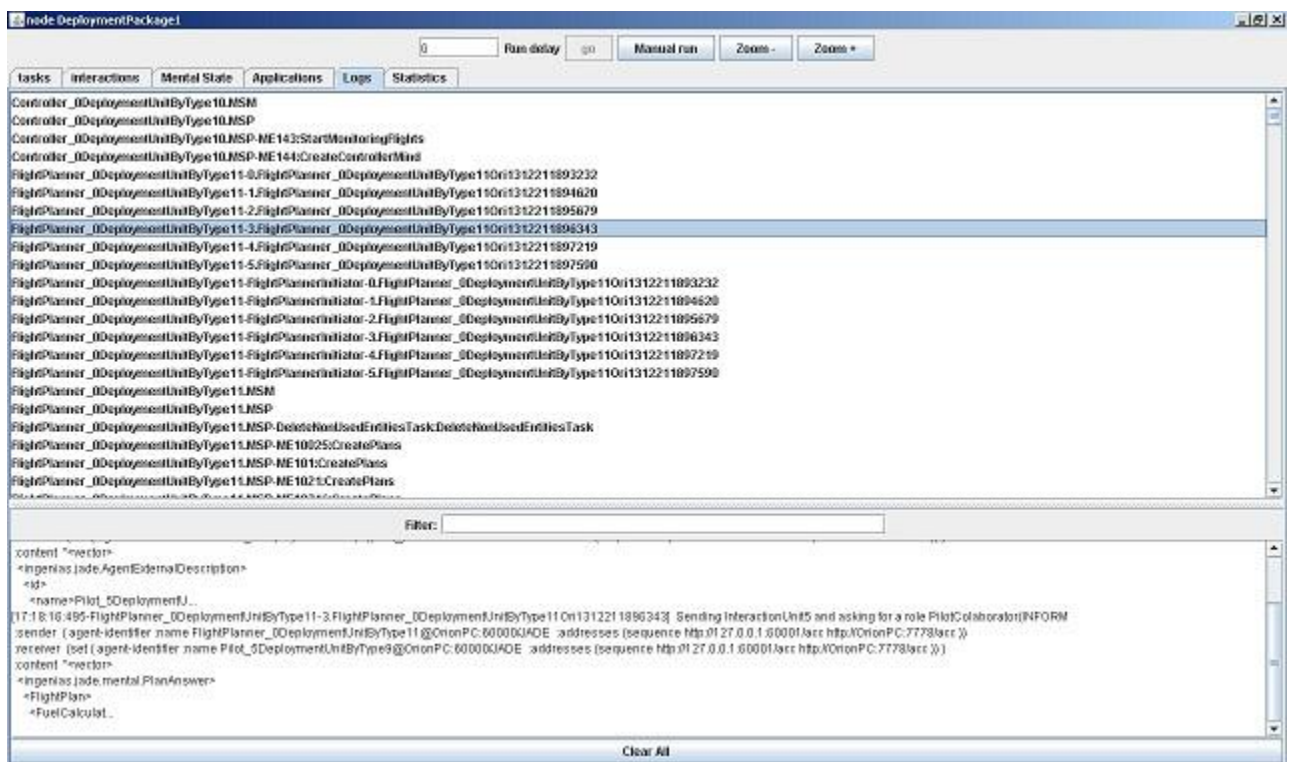 node DeploymentPackage1
0 Run delay go Manual run Zoom - Zoom +
tasks interactions Mental State Applications Logs Statistics
Controller_0DeploymentUnitByType10.MSM
Controller_0DeploymentUnitByType10.MSP
Controller_0DeploymentUnitByType10.MSP-ME143:StartMonitoringFlights
Controller_0DeploymentUnitByType10.MSP-ME144:CreateControllerMind
FlightPlanner_0DeploymentUnitByType11-0.FlightPlanner_0DeploymentUnitByType11Ori1312211893232
FlightPlanner_0DeploymentUnitByType11-1.FlightPlanner_0DeploymentUnitByType11Ori1312211894620
FlightPlanner_0DeploymentUnitByType11-2.FlightPlanner_0DeploymentUnitByType11Ori1312211895679
FlightPlanner_0DeploymentUnitByType11-3.FlightPlanner_0DeploymentUnitByType11Ori1312211896343
FlightPlanner_0DeploymentUnitByType11-4.FlightPlanner_0DeploymentUnitByType11Ori1312211897219
FlightPlanner_0DeploymentUnitByType11-5.FlightPlanner_0DeploymentUnitByType11Ori1312211897590
FlightPlanner_0DeploymentUnitByType11-FlightPlannerInitiator-0.FlightPlanner_0DeploymentUnitByType11Ori1312211893232
FlightPlanner_0DeploymentUnitByType11-FlightPlannerInitiator-1.FlightPlanner_0DeploymentUnitByType11Ori1312211894620
FlightPlanner_0DeploymentUnitByType11-FlightPlannerInitiator-2.FlightPlanner_0DeploymentUnitByType11Ori1312211895679
FlightPlanner_0DeploymentUnitByType11-FlightPlannerInitiator-3.FlightPlanner_0DeploymentUnitByType11Ori1312211896343
FlightPlanner_0DeploymentUnitByType11-FlightPlannerInitiator-4.FlightPlanner_0DeploymentUnitByType11Ori1312211897219
FlightPlanner_0DeploymentUnitByType11-FlightPlannerInitiator-5.FlightPlanner_0DeploymentUnitByType11Ori1312211897590
FlightPlanner_0DeploymentUnitByType11.MSM
FlightPlanner_0DeploymentUnitByType11.MSP
FlightPlanner_0DeploymentUnitByType11.MSP-DeleteNonUsedEntitiesTask:DeleteNonUsedEntitiesTask
FlightPlanner_0DeploymentUnitByType11.MSP-ME10025:CreatePlans
FlightPlanner_0DeploymentUnitByType11.MSP-ME101:CreatePlans
FlightPlanner_0DeploymentUnitByType11.MSP-ME1021:CreatePlans
Filter:
:content "<vector>
<ingenias.jade.AgentExternalDescription>
<id>
<name>Pilot_5DeploymentU...
[17:18:16:495-FlightPlanner_0DeploymentUnitByType11-3.FlightPlanner_0DeploymentUnitByType11Ori1312211896343] Sending InteractionUnit5 and asking for a role PilotColaborator(INFORM
:sender ( agent-identifier :name FlightPlanner_0DeploymentUnitByType11@OrionPC:60000/JADE :addresses (sequence http://127.0.0.1:60001/acc http://OrionPC:7778/acc ))
:receiver (set ( agent-identifier :name Pilot_5DeploymentUnitByType9@OrionPC:60000/JADE :addresses (sequence http://127.0.0.1:60001/acc http://OrionPC:7778/acc )) )
:content "<vector>
<ingenias.jade.mental.PlanAnswer>
<FlightPlan>
<FuelCalculat...
Clear All